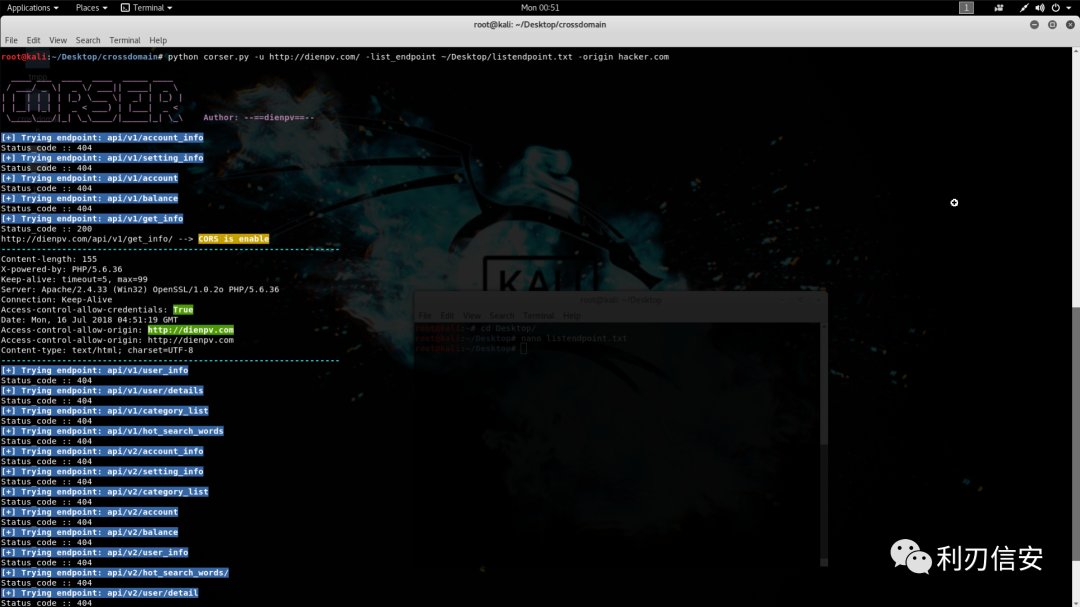 Applications Places Terminal Mon 00:51 1
root@kali: ~/Desktop/crossdomain
File Edit View Search Terminal Help
root@kali:~/Desktop/crossdomain# python corser.py -u http://dienpv.com/ -list_endpoint ~/Desktop/listendpoint.txt -origin hacker.com
CORSER
Author: --==dienpv==--
[+] Trying endpoint: api/v1/account_info
Status_code :: 404
[+] Trying endpoint: api/v1/setting_info
Status_code :: 404
[+] Trying endpoint: api/v1/account
Status_code :: 404
[+] Trying endpoint: api/v1/balance
Status_code :: 404
[+] Trying endpoint: api/v1/get_info
Status_code :: 200
http://dienpv.com/api/v1/get_info/ --> CORS is enable
Content-length: 155
X-powered-by: PHP/5.6.36
Keep-alive: timeout=5, max=99
Server: Apache/2.4.33 (Win32) OpenSSL/1.0.2o PHP/5.6.36
Connection: Keep-Alive
Access-control-allow-credentials: True
Date: Mon, 16 Jul 2018 04:51:19 GMT
Access-control-allow-origin: http://dienpv.com
Access-control-allow-origin: http://dienpv.com
Content-type: text/html; charset=UTF-8
[+] Trying endpoint: api/v1/user_info
Status_code :: 404
[+] Trying endpoint: api/v1/user/details
Status_code :: 404
[+] Trying endpoint: api/v1/category_list
Status_code :: 404
[+] Trying endpoint: api/v1/hot_search_words
Status_code :: 404
[+] Trying endpoint: api/v2/account_info
Status_code :: 404
[+] Trying endpoint: api/v2/setting_info
Status_code :: 404
[+] Trying endpoint: api/v2/category_list
Status_code :: 404
[+] Trying endpoint: api/v2/account
Status_code :: 404
[+] Trying endpoint: api/v2/balance
Status_code :: 404
[+] Trying endpoint: api/v2/user_info
Status_code :: 404
[+] Trying endpoint: api/v2/hot_search_words/
Status_code :: 404
[+] Trying endpoint: api/v2/user/detail
Status_code :: 404
KALI
root@kali: ~/Desktop
File Edit View Search Terminal Help
root@kali:~# cd Desktop/
root@kali:~/Desktop# nano listendpoint.txt
root@kali:~/Desktop#
利刃信安